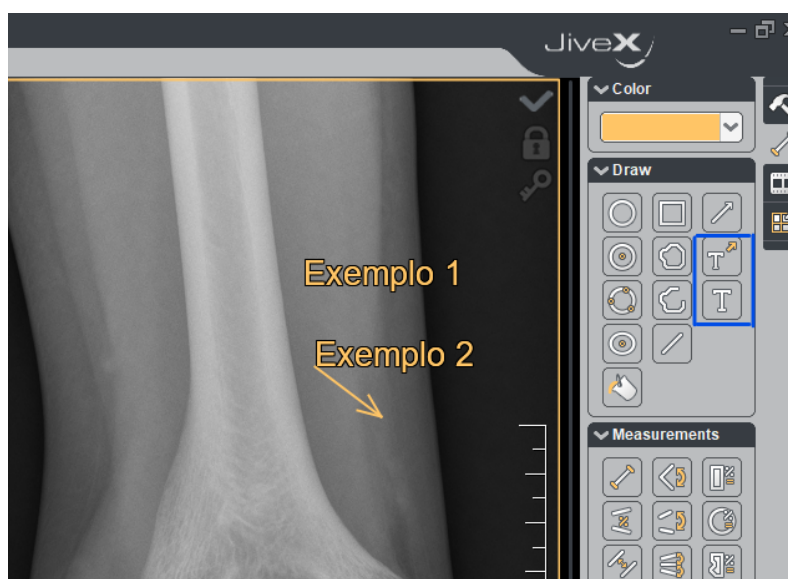 JiveX
Color
Draw
Exemplo 1
T
T
Exemplo 2
Measurements